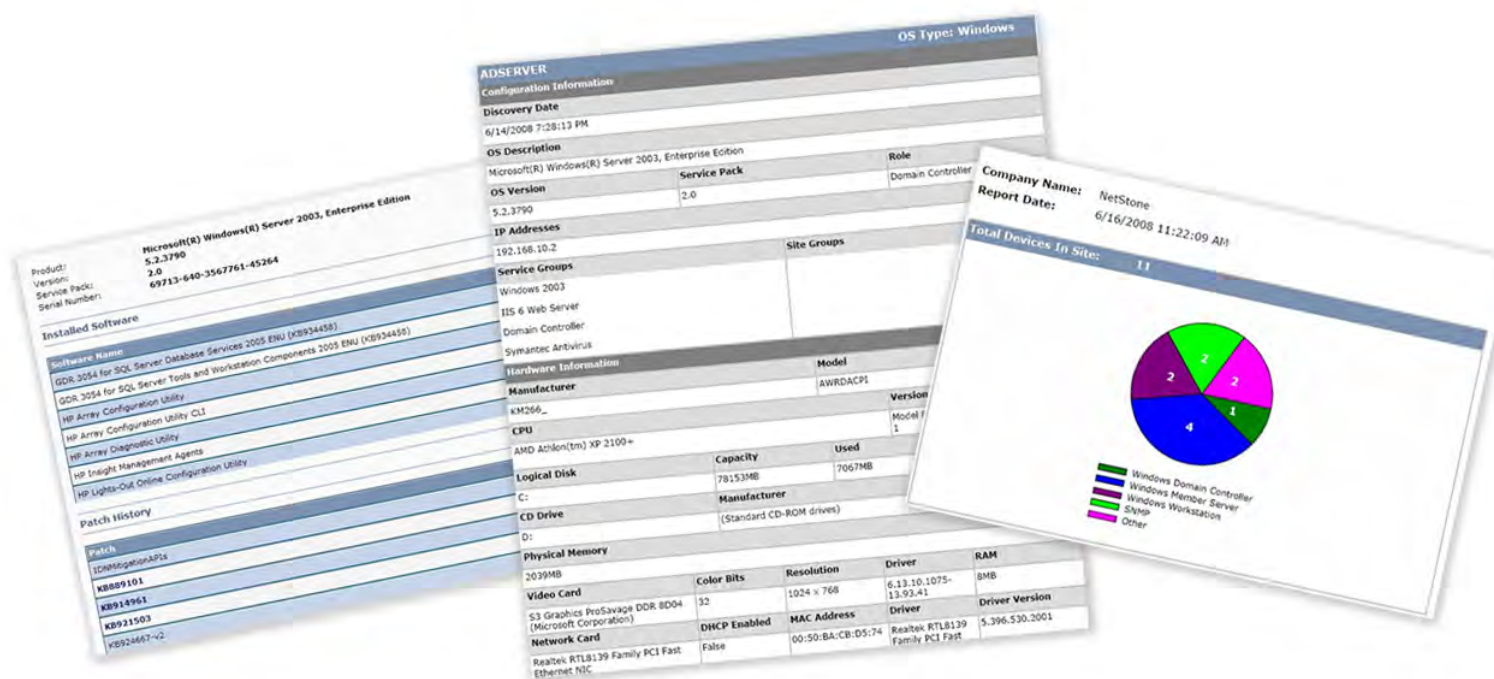 Product: Microsoft(R) Windows(R) Server 2003, Enterprise Edition
Version: 5.2.3790
Service Pack: 2.0
Serial Number: 69713-640-3567761-45264
Installed Software
Software Name
GDR 3054 for SQL Server Database Services 2005 ENU (KB934458)
GDR 3054 for SQL Server Tools and Workstation Components 2005 ENU (KB934458)
HP Array Configuration Utility
HP Array Configuration Utility CLI
HP Array Diagnostic Utility
HP Insight Management Agents
HP Lights-Out Online Configuration Utility
Patch History
Patch
IDNMitigationAPIs
KB889101
KB914961
KB921503
KB924667-v2
ADSERVER OS Type: Windows
Configuration Information
Discovery Date
6/14/2008 7:28:13 PM
OS Description
Microsoft(R) Windows(R) Server 2003, Enterprise Edition
OS Version Service Pack Role
5.2.3790 2.0 Domain Controller
IP Addresses
192.168.10.2
Service Groups Site Groups
Windows 2003
IIS 6 Web Server
Domain Controller
Symantec Antivirus
Hardware Information
Manufacturer Model
KM266_ AWRDACPI
CPU Version
AMD Athlon(tm) XP 2100+ Model
1
Logical Disk Capacity Used
C: 78153MB 7067MB
CD Drive Manufacturer
D: (Standard CD-ROM drives)
Physical Memory
2039MB
Video Card Color Bits Resolution Driver RAM
S3 Graphics ProSavage DDR 8D04 32 1024 x 768 6.13.10.1075- 8MB
(Microsoft Corporation) 13.93.41
Network Card DHCP Enabled MAC Address Driver Driver Version
Realtek RTL8139 Family PCI Fast False 00:50:BA:CB:D5:74 Realtek RTL8139 5.396.530.2001
Ethernet NIC Family PCI Fast
Company Name: NetStone
Report Date: 6/16/2008 11:22:09 AM
Total Devices In Site: 11
2
2
2
1
4
Windows Domain Controller
Windows Member Server
Windows Workstation
SNMP
Other